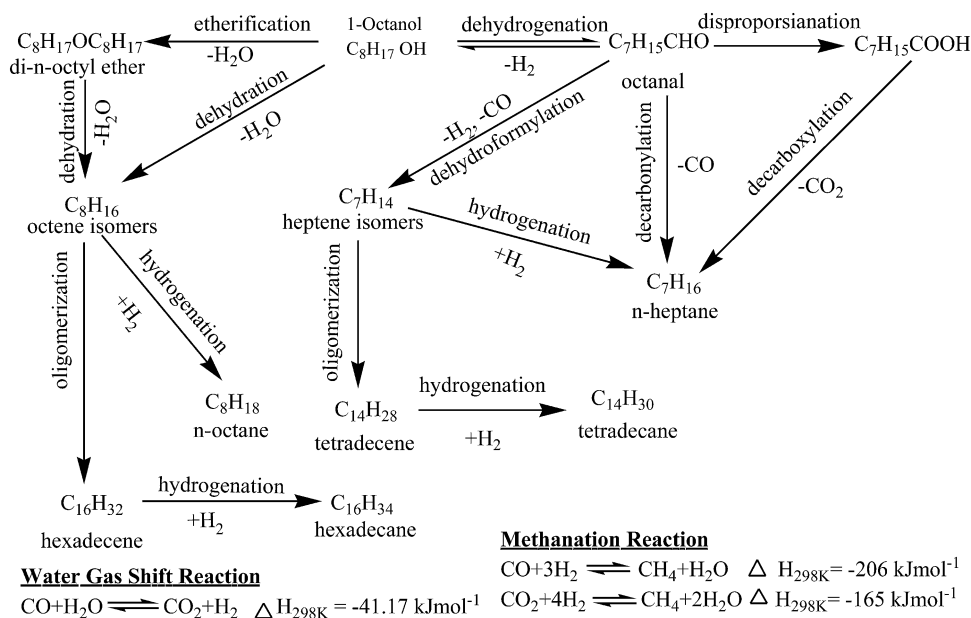 etherification
1-Octanol
dehydrogenation
disproporsianation
C₈H₁₇OC₈H₁₇
-H₂O
C₈H₁₇ OH
-H₂
C₇H₁₅CHO
C₇H₁₅COOH
di-n-octyl ether
octanal
dehydration
-H₂O
dehydration
-H₂O
-H₂, -CO
dehydroformylation
decarbonylation
-CO
decarboxylation
-CO₂
C₈H₁₆
octene isomers
C₇H₁₄
heptene isomers
hydrogenation
+H₂
C₇H₁₆
n-heptane
oligomerization
hydrogenation
+H₂
oligomerization
C₈H₁₈
n-octane
C₁₄H₂₈
tetradecene
hydrogenation
+H₂
C₁₄H₃₀
tetradecane
C₁₆H₃₂
hexadecene
hydrogenation
+H₂
C₁₆H₃₄
hexadecane
Water Gas Shift Reaction
CO+H₂O ⇌ CO₂+H₂ △ H₂₉₈K = -41.17 kJmol⁻¹
Methanation Reaction
CO+3H₂ ⇌ CH₄+H₂O △ H₂₉₈K= -206 kJmol⁻¹
CO₂+4H₂ ⇌ CH₄+2H₂O △ H₂₉₈K= -165 kJmol⁻¹